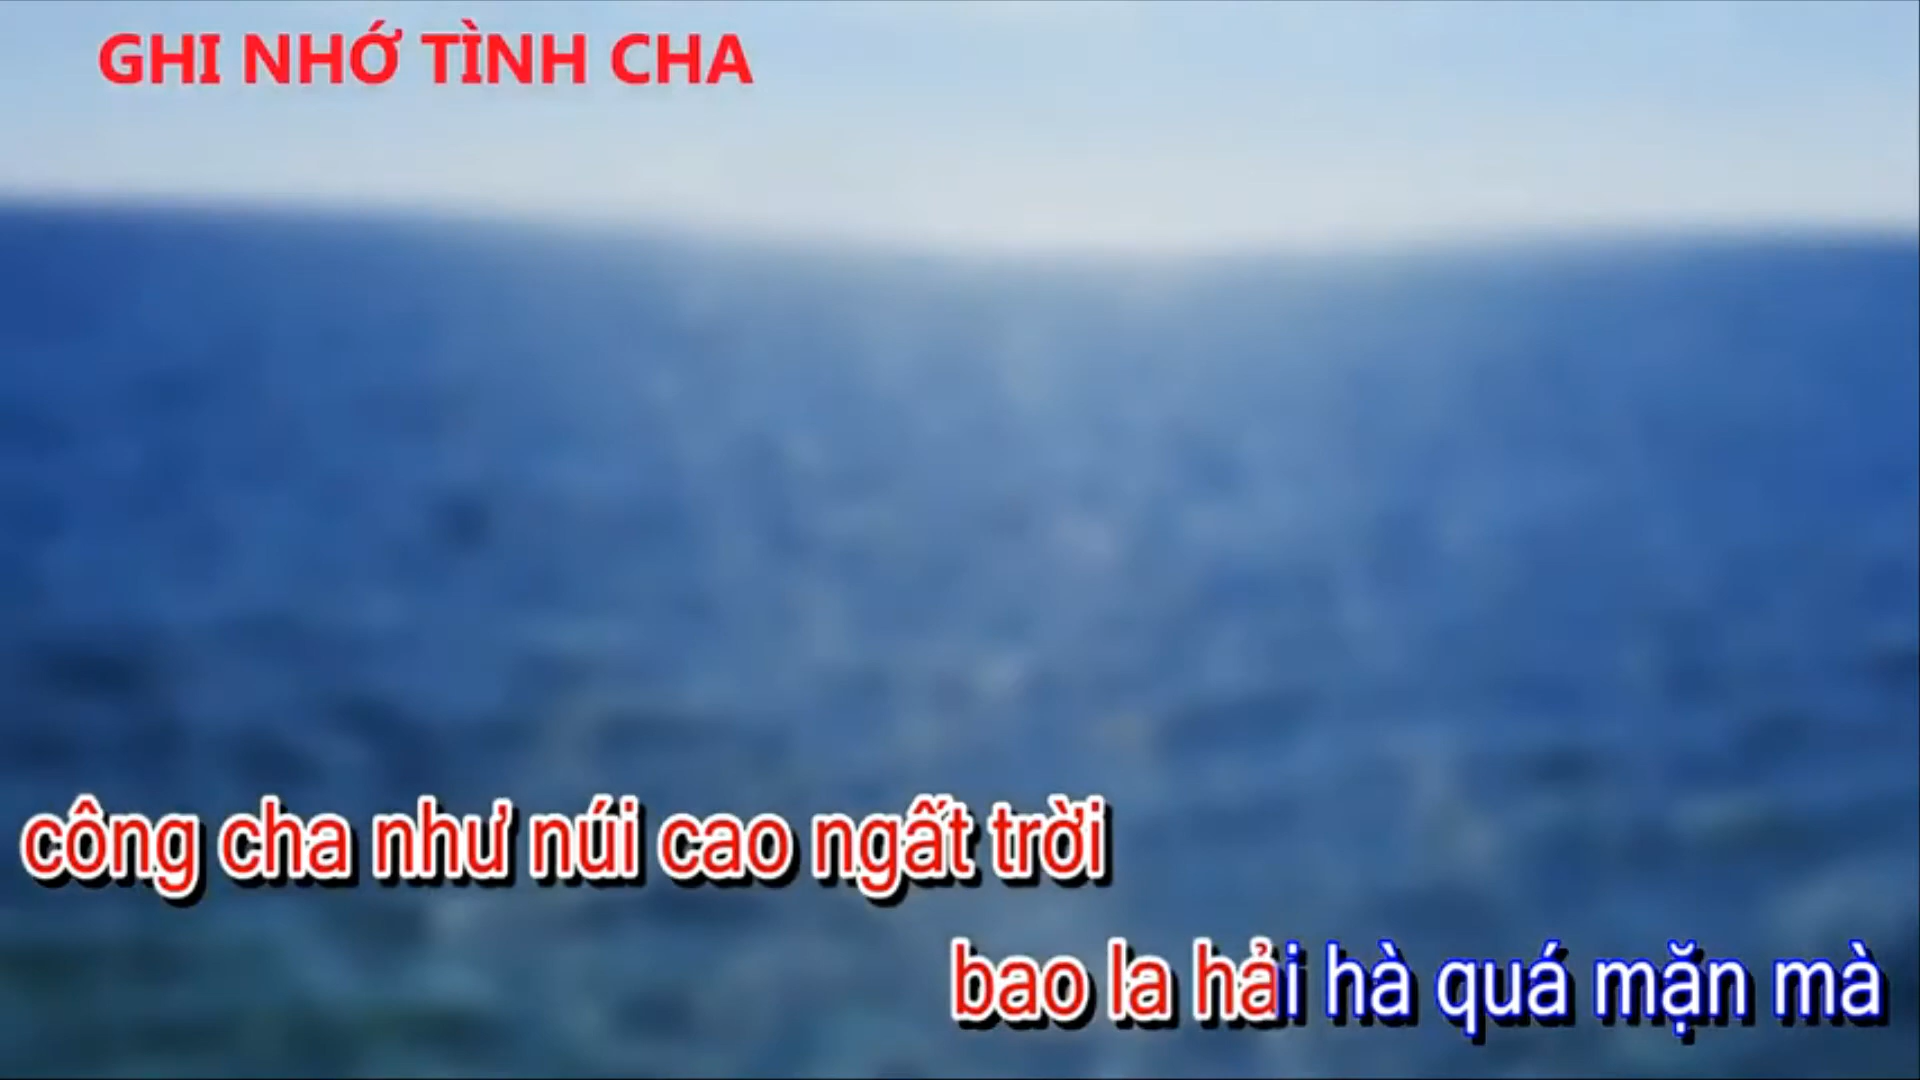 GHI NHỚ TÌNH CHA
công cha như núi cao ngất trời
bao la hải hà quá mặn mà